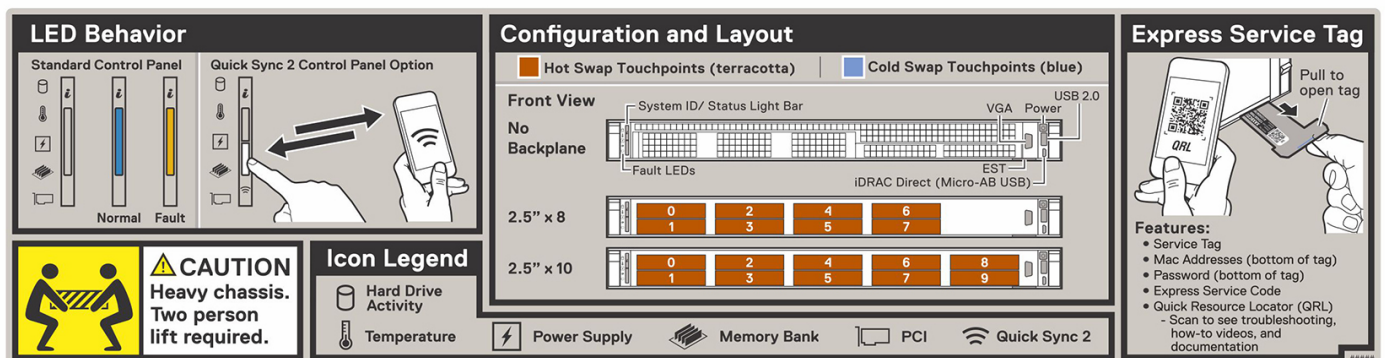 LED Behavior
Standard Control Panel
Quick Sync 2 Control Panel Option
i
i
i
i
Normal
Fault
CAUTION
Heavy chassis.
Two person
lift required.
Icon Legend
Hard Drive
Activity
Temperature
Power Supply
Memory Bank
PCI
Quick Sync 2
Configuration and Layout
Hot Swap Touchpoints (terracotta)
Cold Swap Touchpoints (blue)
Front View
No
Backplane
System ID/ Status Light Bar
VGA
Power
USB 2.0
Fault LEDs
EST
iDRAC Direct (Micro-AB USB)
2.5” x 8
0 2 4 6
1 3 5 7
2.5” x 10
0 2 4 6 8
1 3 5 7 9
Express Service Tag
Pull to
open tag
QRL
Features:
• Service Tag
• Mac Addresses (bottom of tag)
• Password (bottom of tag)
• Express Service Code
• Quick Resource Locator (QRL)
- Scan to see troubleshooting,
how-to videos, and
documentation